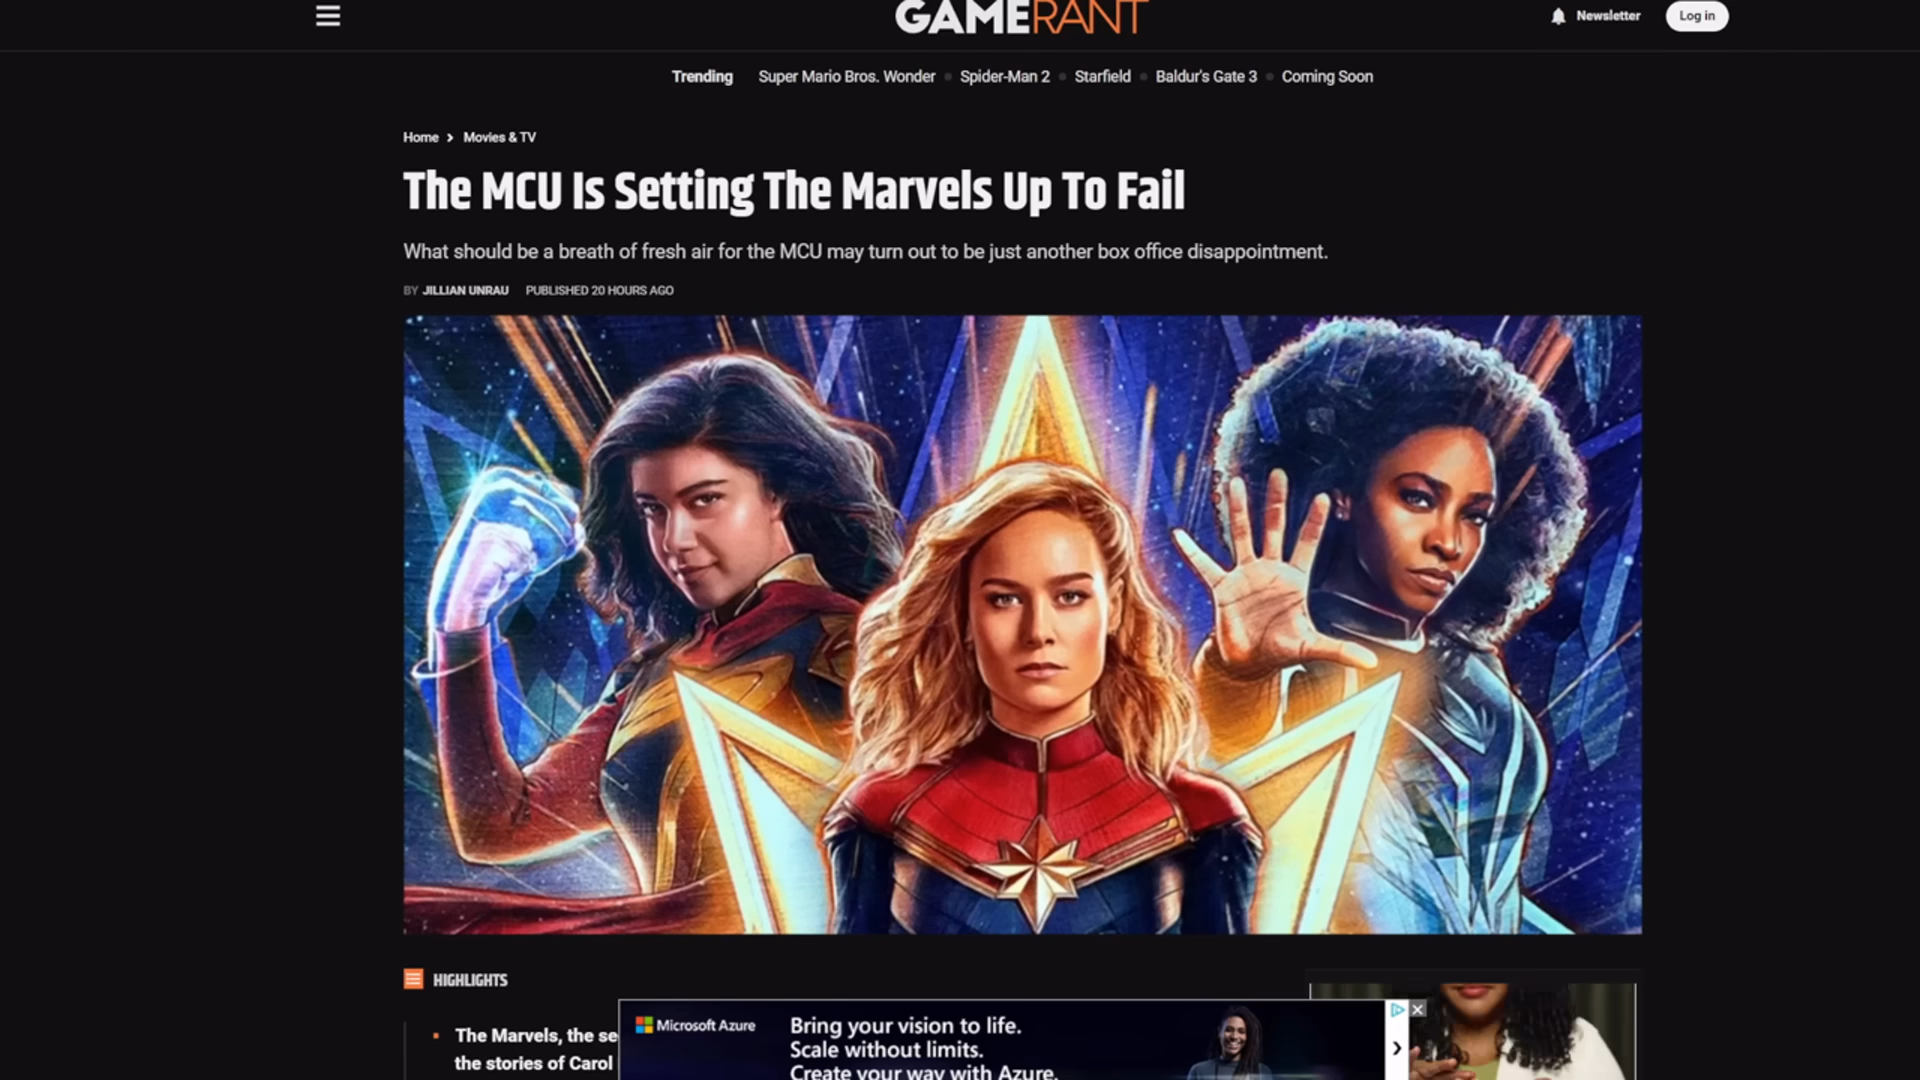 GAMERANT
Newsletter
Log in
Trending Super Mario Bros. Wonder Spider-Man 2 Starfield Baldur's Gate 3 Coming Soon
Home > Movies & TV
The MCU Is Setting The Marvels Up To Fail
What should be a breath of fresh air for the MCU may turn out to be just another box office disappointment.
BY JILLIAN UNRAU PUBLISHED 20 HOURS AGO
HIGHLIGHTS
The Marvels, the se
the stories of Carol
Microsoft Azure
Bring your vision to life.
Scale without limits.
Create your way with Azure.